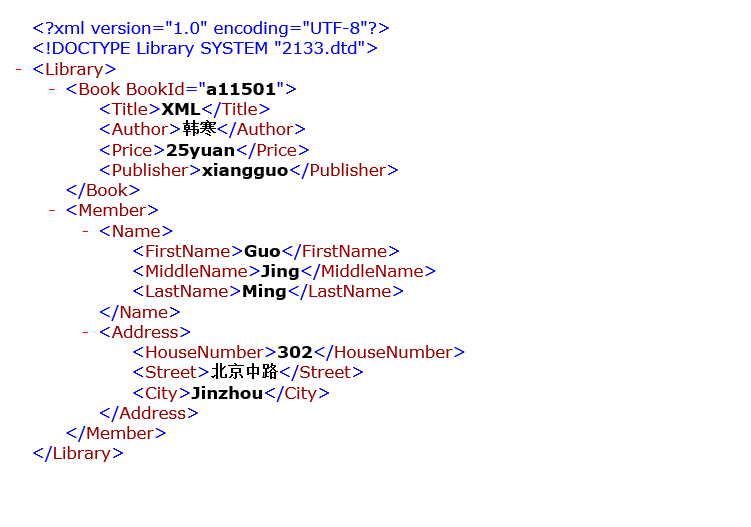 <?xml version="1.0" encoding="UTF-8"?>
<!DOCTYPE Library SYSTEM "2133.dtd">
- <Library>
- <Book BookId="a11501">
<Title>XML</Title>
<Author>韩寒</Author>
<Price>25yuan</Price>
<Publisher>xiangguo</Publisher>
</Book>
- <Member>
- <Name>
<FirstName>Guo</FirstName>
<MiddleName>Jing</MiddleName>
<LastName>Ming</LastName>
</Name>
- <Address>
<HouseNumber>302</HouseNumber>
<Street>北京中路</Street>
<City>Jinzhou</City>
</Address>
</Member>
</Library>